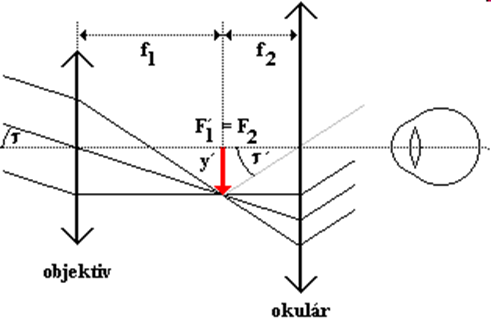 f1 f2
F1´ = F2
τ y´ τ´
objektiv
okulár